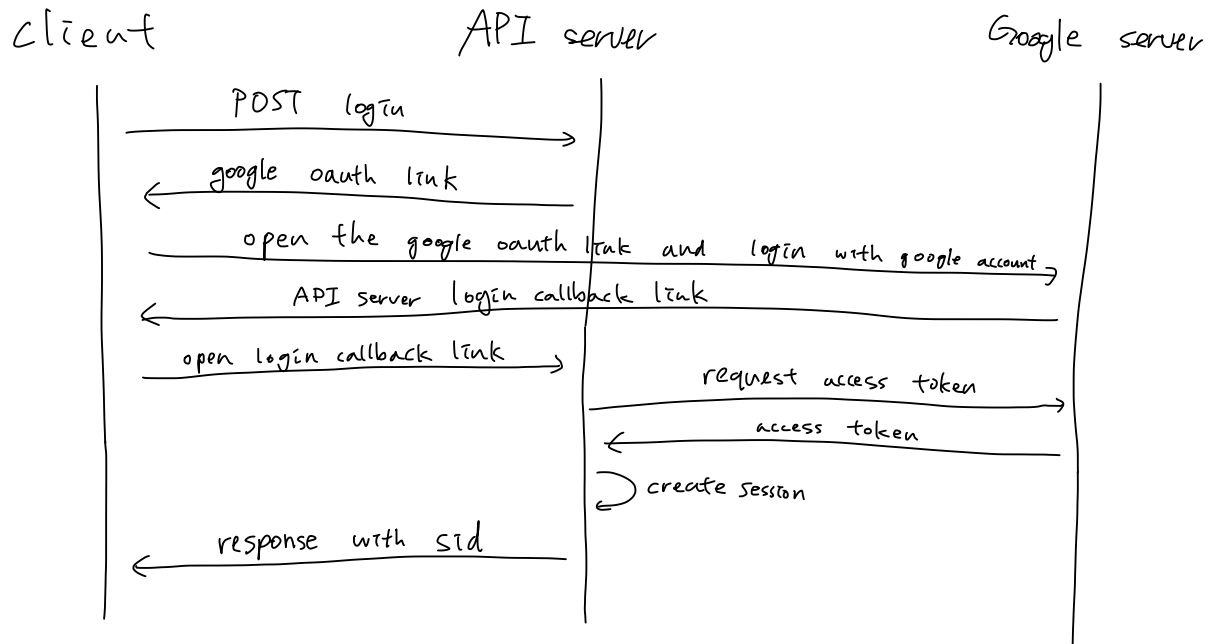 client API server Google server
POST login
google oauth link
open the google oauth link and login with google account
API server login callback link
open login callback link
request access token
access token
create session
response with sid